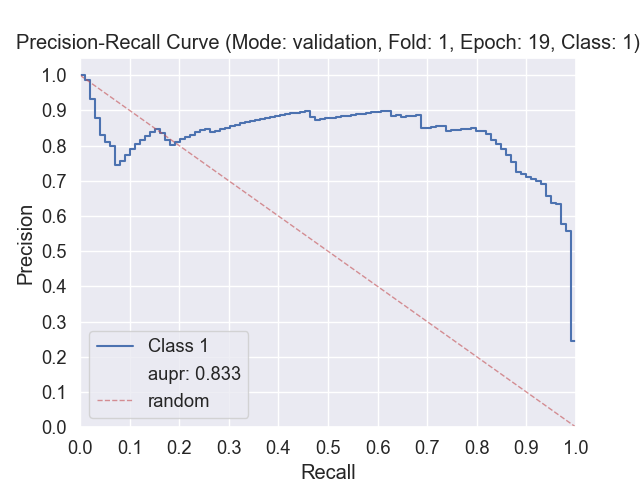 Precision-Recall Curve (Mode: validation, Fold: 1, Epoch: 19, Class: 1)
1.0
0.9
0.8
0.7
0.6
0.5
0.4
0.3
0.2
0.1
0.0
Precision
Class 1
aupr: 0.833
random
0.0 0.1 0.2 0.3 0.4 0.5 0.6 0.7 0.8 0.9 1.0
Recall